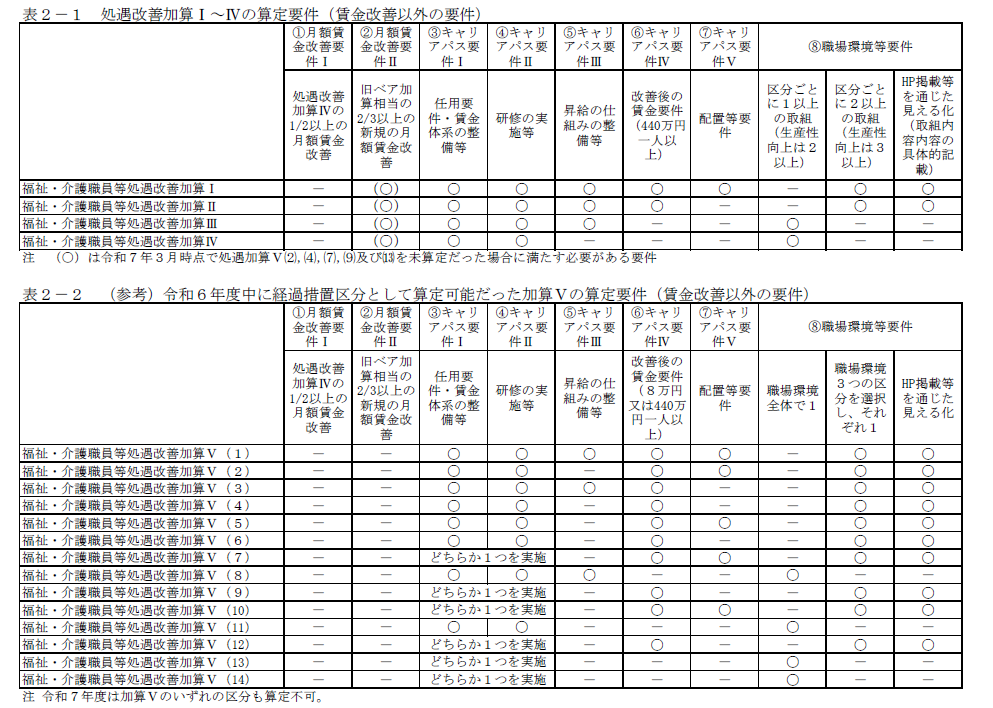 表２－１　処遇改善加算Ⅰ～Ⅳの算定要件（賃金改善以外の要件）
①月額賃金改善要件Ⅰ
②月額賃金改善要件Ⅱ
③キャリアパス要件Ⅰ
④キャリアパス要件Ⅱ
⑤キャリアパス要件Ⅲ
⑥キャリアパス要件Ⅳ
⑦キャリアパス要件Ⅴ
⑧職場環境等要件
処遇改善加算Ⅳの1/2以上の月額賃金改善
旧ベア加算相当の2/3以上の新規の月額賃金改善
任用要件・賃金体系の整備等
研修の実施等
昇給の仕組みの整備等
改善後の賃金要件（440万円一人以上）
配置等要件
区分ごとに１以上の取組（生産性向上は２以上）
区分ごとに２以上の取組（生産性向上は３以上）
HP掲載等を通じた見える化（取組内容内容の具体的記載）
福祉・介護職員等処遇改善加算Ⅰ　－　（○）　○　○　○　○　○　－　○　○
福祉・介護職員等処遇改善加算Ⅱ　－　（○）　○　○　○　○　－　－　○　○
福祉・介護職員等処遇改善加算Ⅲ　－　（○）　○　○　○　－　－　○　－　－
福祉・介護職員等処遇改善加算Ⅳ　－　（○）　○　○　－　－　－　○　－　－
注　（○）は令和７年３月時点で処遇加算Ⅴ⑵,⑷,⑺,⑼及び⒀を未算定だった場合に満たす必要がある要件
表２－２　（参考）令和６年度中に経過措置区分として算定可能だった加算Ⅴの算定要件（賃金改善以外の要件）
①月額賃金改善要件Ⅰ
②月額賃金改善要件Ⅱ
③キャリアパス要件Ⅰ
④キャリアパス要件Ⅱ
⑤キャリアパス要件Ⅲ
⑥キャリアパス要件Ⅳ
⑦キャリアパス要件Ⅴ
⑧職場環境等要件
処遇改善加算Ⅳの1/2以上の月額賃金改善
旧ベア加算相当の2/3以上の新規の月額賃金改善
任用要件・賃金体系の整備等
研修の実施等
昇給の仕組みの整備等
改善後の賃金要件（８万円又は440万円一人以上）
配置等要件
職場環境全体で１
職場環境３つの区分を選択し、それぞれ１
HP掲載等を通じた見える化
福祉・介護職員等処遇改善加算Ⅴ（１）　－　－　○　○　○　○　○　－　○　○
福祉・介護職員等処遇改善加算Ⅴ（２）　－　－　○　○　－　○　○　－　○　○
福祉・介護職員等処遇改善加算Ⅴ（３）　－　－　○　○　○　○　－　－　○　○
福祉・介護職員等処遇改善加算Ⅴ（４）　－　－　○　○　－　○　－　－　○　○
福祉・介護職員等処遇改善加算Ⅴ（５）　－　－　○　○　－　○　○　－　○　○
福祉・介護職員等処遇改善加算Ⅴ（６）　－　－　○　○　－　○　－　－　○　○
福祉・介護職員等処遇改善加算Ⅴ（７）　－　－　どちらか１つを実施　－　○　○　－　○　○
福祉・介護職員等処遇改善加算Ⅴ（８）　－　－　○　○　○　－　－　○　－　－
福祉・介護職員等処遇改善加算Ⅴ（９）　－　－　どちらか１つを実施　－　○　－　－　○　○
福祉・介護職員等処遇改善加算Ⅴ（10）　－　－　どちらか１つを実施　－　○　○　－　○　○
福祉・介護職員等処遇改善加算Ⅴ（11）　－　－　○　○　－　－　－　○　－　－
福祉・介護職員等処遇改善加算Ⅴ（12）　－　－　どちらか１つを実施　－　○　－　－　○　○
福祉・介護職員等処遇改善加算Ⅴ（13）　－　－　どちらか１つを実施　－　－　－　○　－　－
福祉・介護職員等処遇改善加算Ⅴ（14）　－　－　どちらか１つを実施　－　－　－　○　－　－
注 令和７年度は加算Ⅴのいずれの区分も算定不可。